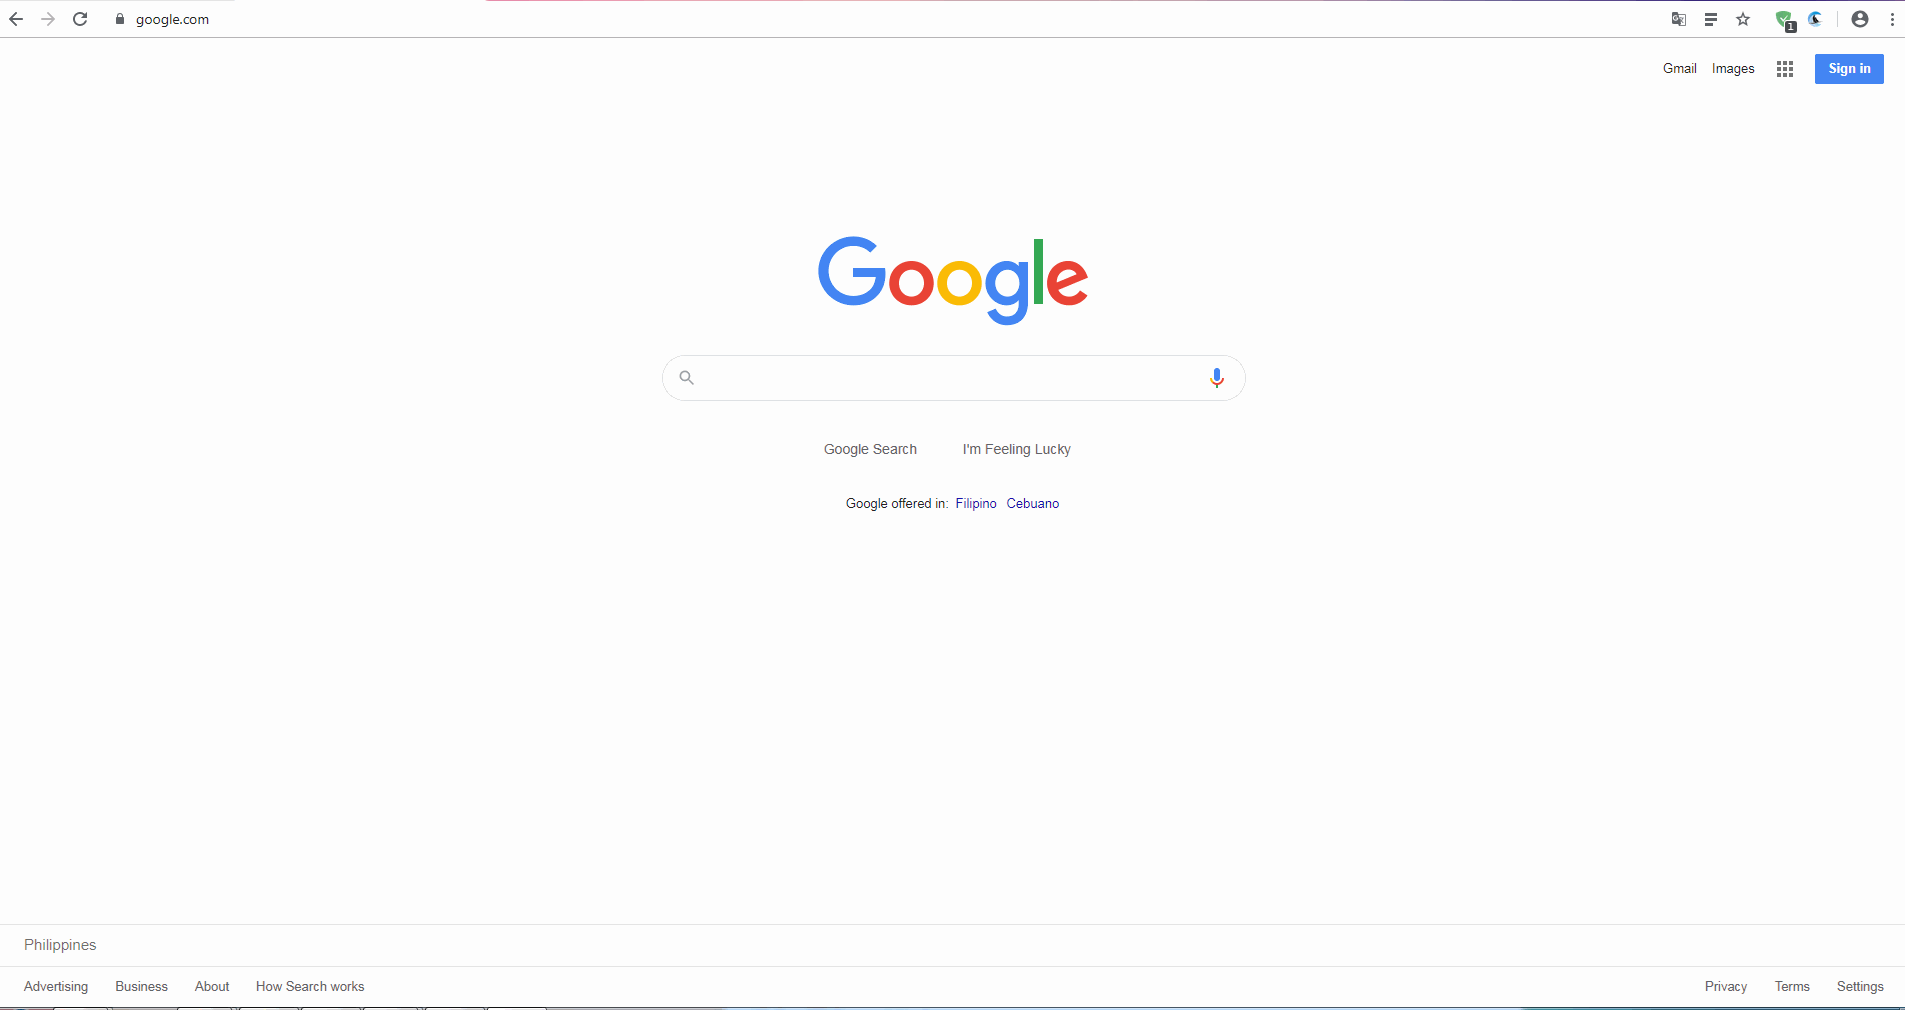 google.com
1
Gmail Images Sign in
Google
Google Search I'm Feeling Lucky
Google offered in: Filipino Cebuano
Philippines
Advertising Business About How Search works Privacy Terms Settings